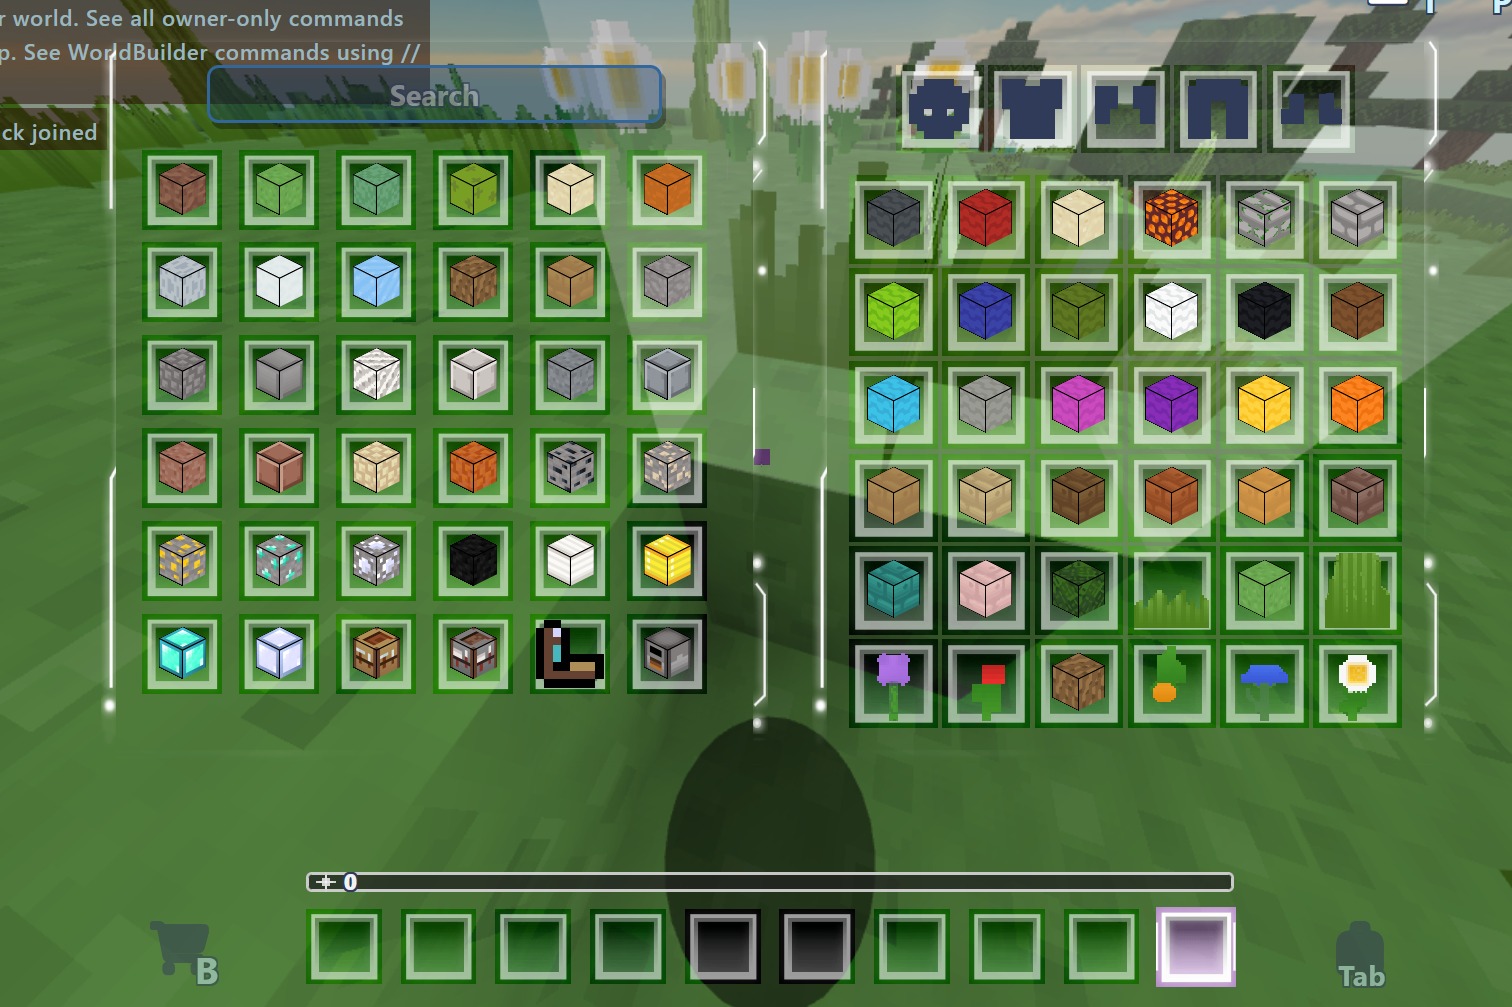 r world. See all owner-only commands
p. See WorldBuilder commands using //
Search
ck joined
0
B
Tab